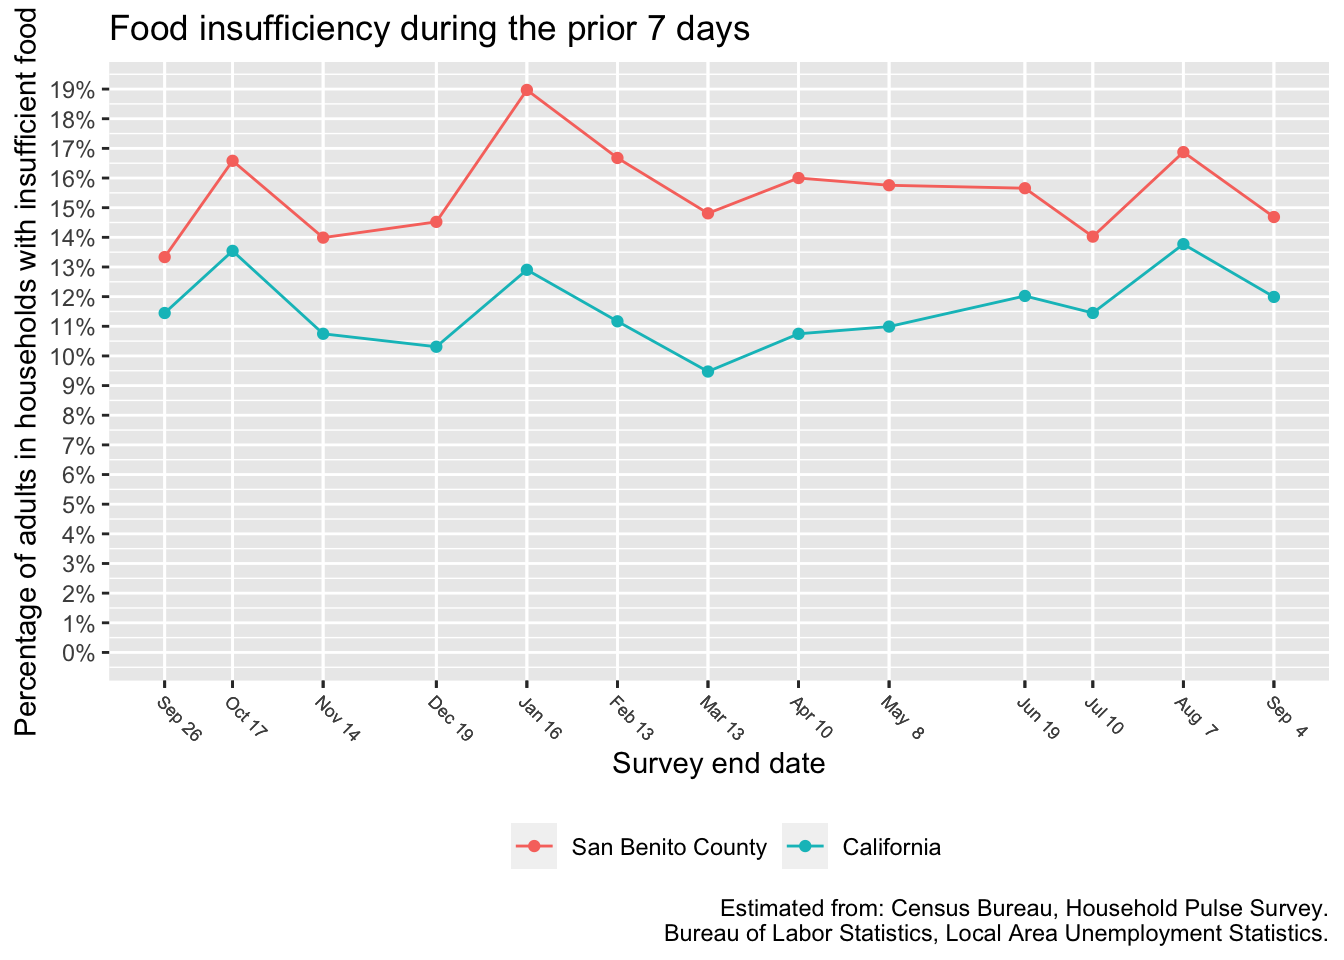 Food insufficiency during the prior 7 days
Percentage of adults in households with insufficient food
19%
18%
17%
16%
15%
14%
13%
12%
11%
10%
9%
8%
7%
6%
5%
4%
3%
2%
1%
0%
Sep 26
Oct 17
Nov 14
Dec 19
Jan 16
Feb 13
Mar 13
Apr 10
May 8
Jun 19
Jul 10
Aug 7
Sep 4
Survey end date
San Benito County
California
Estimated from: Census Bureau, Household Pulse Survey.
Bureau of Labor Statistics, Local Area Unemployment Statistics.